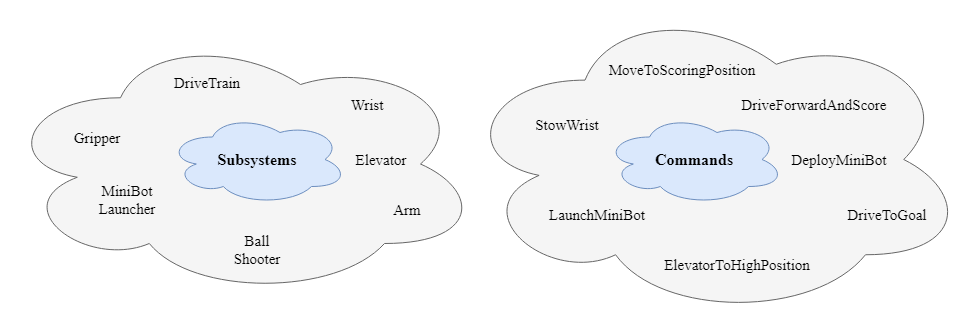 DriveTrain
Wrist
Gripper
Subsystems
Elevator
MiniBot
Launcher
Arm
Ball
Shooter
MoveToScoringPosition
DriveForwardAndScore
StowWrist
Commands
DeployMiniBot
LaunchMiniBot
DriveToGoal
ElevatorToHighPosition